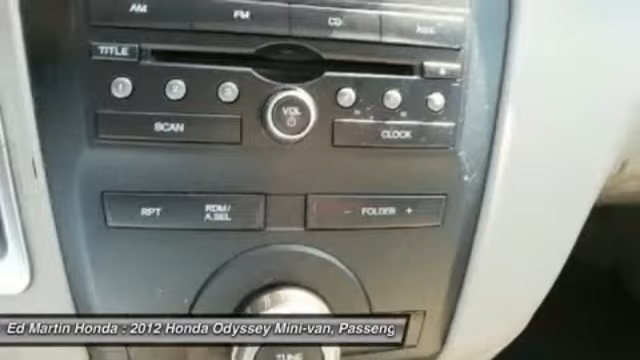 AM FM CD AUX
TITLE
1 2 3
VOL
SCAN CLOCK
RPT RDM/ A.SEL - FOLDER +
Ed Martin Honda : 2012 Honda Odyssey Mini-van, Passeng
TUNE